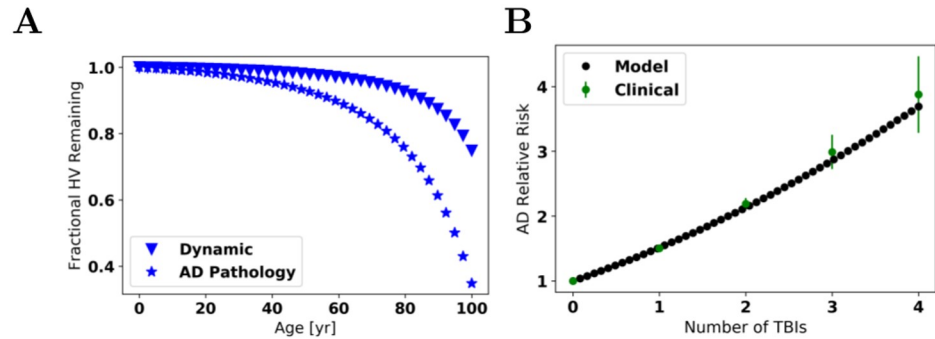 A
B
1.0
0.8
0.6
0.4
Fractional HV Remaining
Dynamic
AD Pathology
0 20 40 60 80 100
Age [yr]
4
3
2
1
AD Relative Risk
Model
Clinical
0 1 2 3 4
Number of TBIs